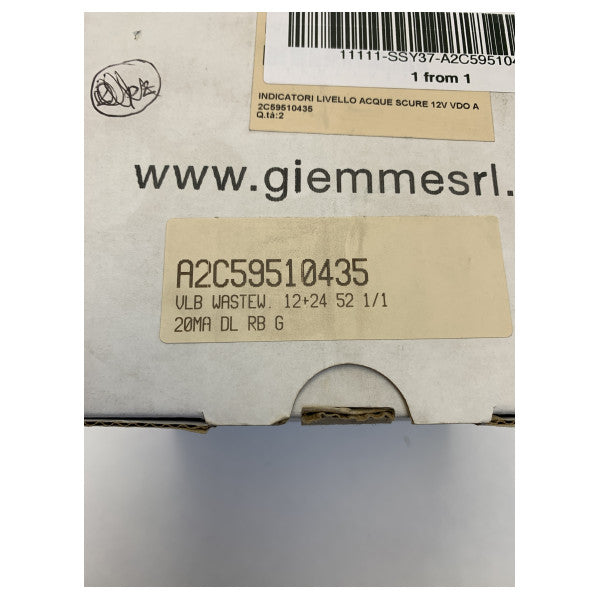 11111-SSY37-A2C595104
1 from 1
INDICATORI LIVELLO ACQUE SCURE 12V VDO A
2C59510435
Q.tà:2
www.giemmesrl.
A2C59510435
VLB WASTEW. 12+24 52 1/1
20MA DL RB G